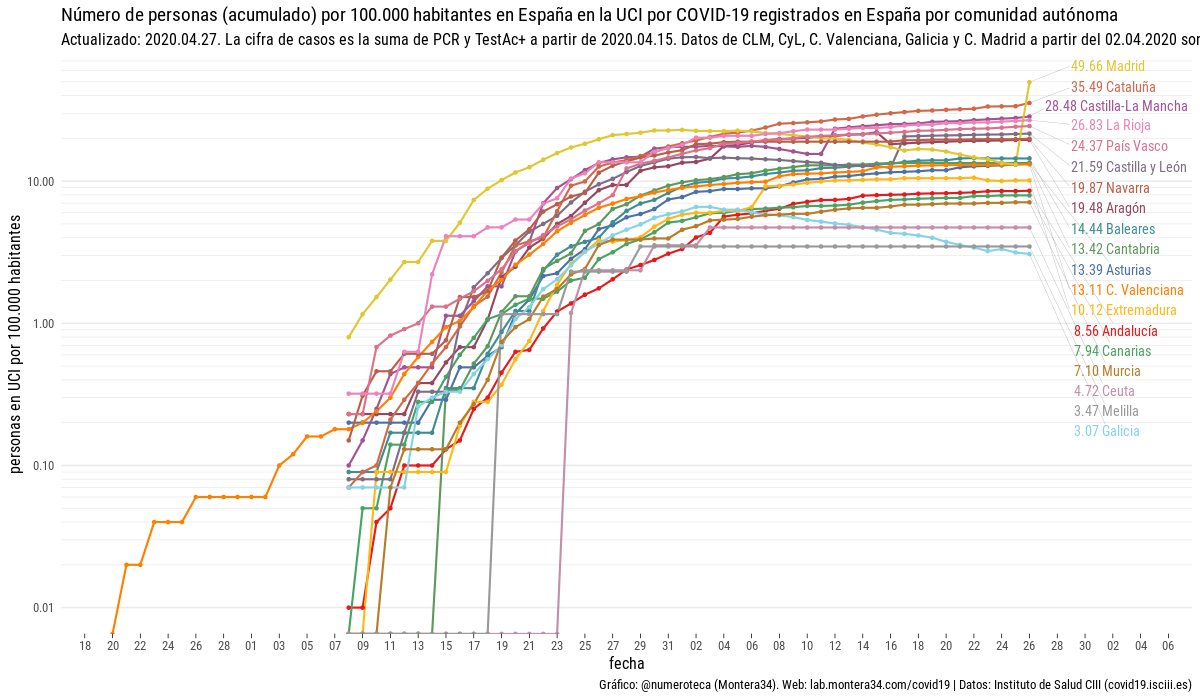 Número de personas (acumulado) por 100.000 habitantes en España en la UCI por COVID-19 registrados en España por comunidad autónoma
Actualizado: 2020.04.27. La cifra de casos es la suma de PCR y TestAc+ a partir de 2020.04.15. Datos de CLM, CyL, C. Valenciana, Galicia y C. Madrid a partir del 02.04.2020 son
personas en UCI por 100.000 habitantes
10.00
1.00
0.10
0.01
49.66 Madrid
35.49 Cataluña
28.48 Castilla-La Mancha
26.83 La Rioja
24.37 País Vasco
21.59 Castilla y León
19.87 Navarra
19.48 Aragón
14.44 Baleares
13.42 Cantabria
13.39 Asturias
13.11 C. Valenciana
10.12 Extremadura
8.56 Andalucía
7.94 Canarias
7.10 Murcia
4.72 Ceuta
3.47 Melilla
3.07 Galicia
18 20 22 24 26 28 01 03 05 07 09 11 13 15 17 19 21 23 25 27 29 31 02 04 06 08 10 12 14 16 18 20 22 24 26 28 30 02 04 06
fecha
Gráfico: @numeroteca (Montera34). Web: lab.montera34.com/covid19 | Datos: Instituto de Salud CIII (covid19.isciii.es)